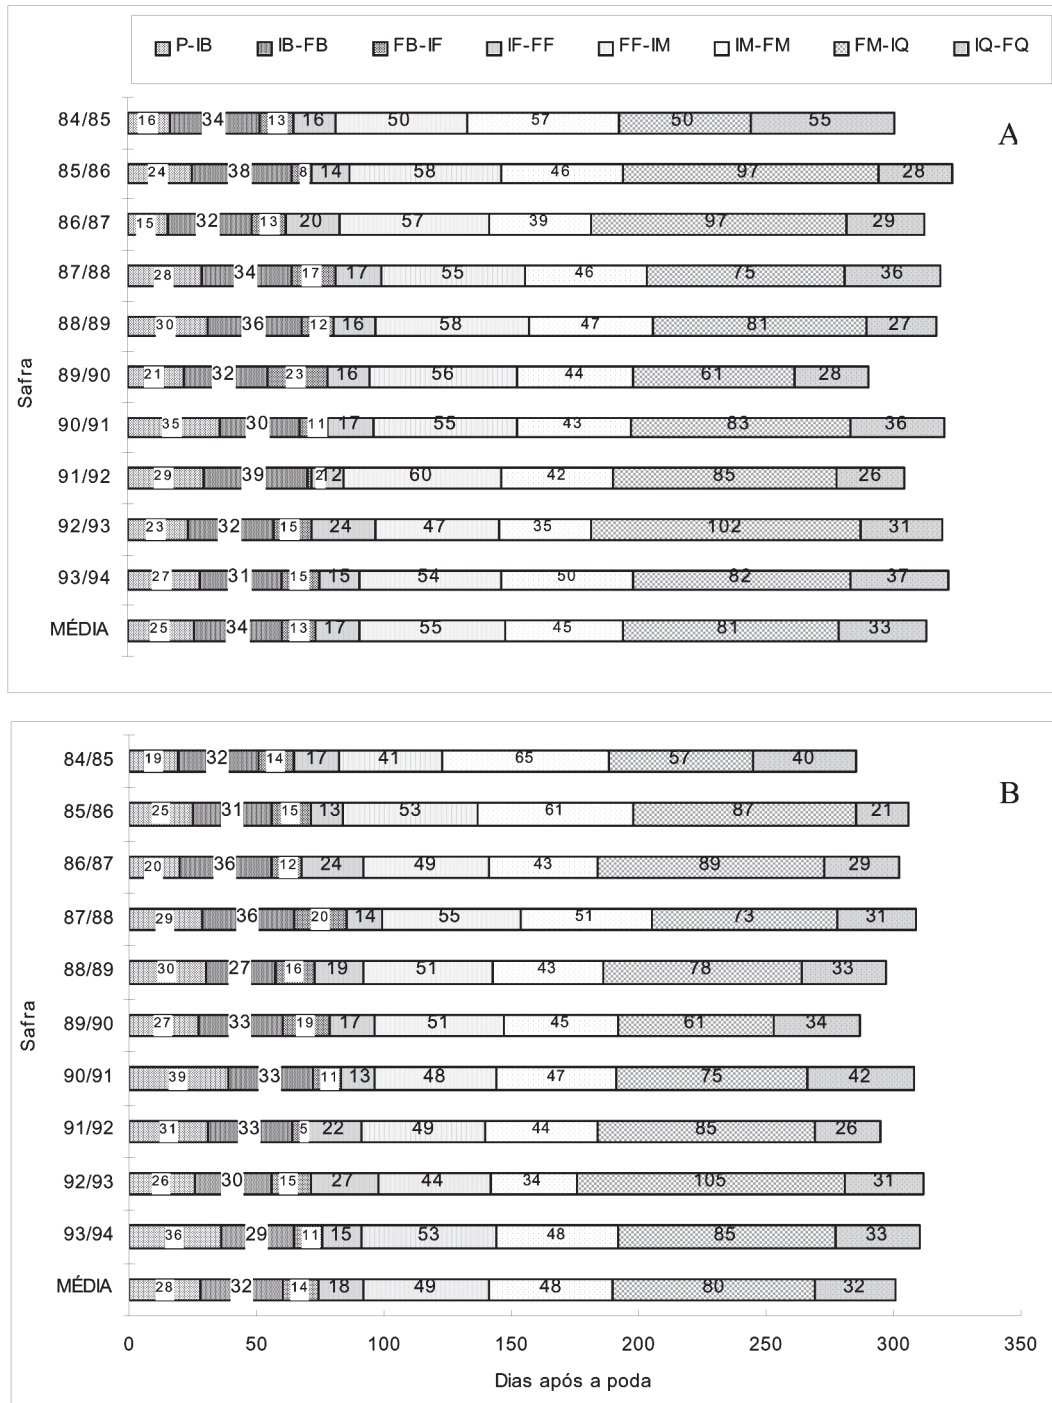 P-IB IB-FB FB-IF IF-FF FF-IM IM-FM FM-IQ IQ-FQ
A
Safra
84/85 16 34 13 16 50 57 50 55
85/86 24 38 8 14 58 46 97 28
86/87 15 32 13 20 57 39 97 29
87/88 28 34 17 17 55 46 75 36
88/89 30 36 12 16 58 47 81 27
89/90 21 32 23 16 56 44 61 28
90/91 35 30 11 17 55 43 83 36
91/92 29 39 2 12 60 42 85 26
92/93 23 32 15 24 47 35 102 31
93/94 27 31 15 15 54 50 82 37
MÉDIA 25 34 13 17 55 45 81 33
B
Safra
84/85 19 32 14 17 41 65 57 40
85/86 25 31 15 13 53 61 87 21
86/87 20 36 12 24 49 43 89 29
87/88 29 36 20 14 55 51 73 31
88/89 30 27 16 19 51 43 78 33
89/90 27 33 19 17 51 45 61 34
90/91 39 33 11 13 48 47 75 42
91/92 31 33 5 22 49 44 85 26
92/93 26 30 15 27 44 34 105 31
93/94 36 29 11 15 53 48 85 33
MÉDIA 28 32 14 18 49 48 80 32
0 50 100 150 200 250 300 350
Dias após a poda